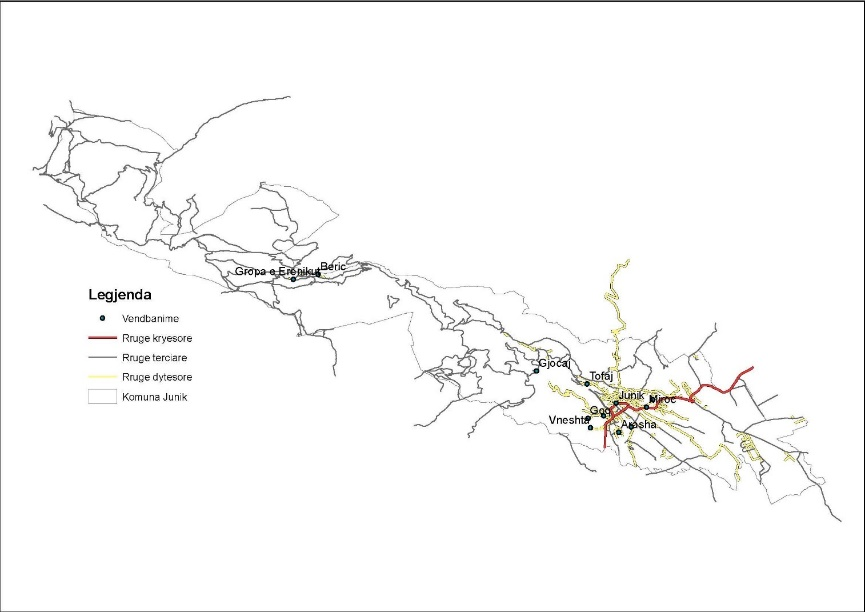 Gropa e Erenikut
Beric
Legjenda
Vendbanime
Rruge kryesore
Rruge terciare
Rruge dytesore
Komuna Junik
Gjocaj
Tofaj
Junik
Miroc
Goq
Vneshta
Arasha